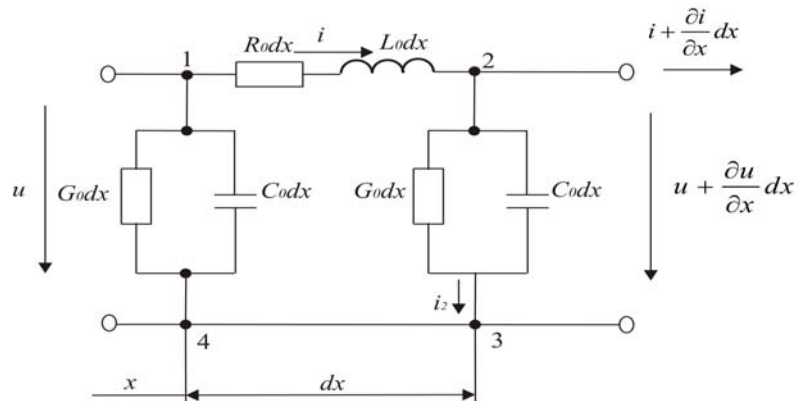 1
R₀dx
i
L₀dx
2
i + ∂i/∂x dx
u
G₀dx
C₀dx
G₀dx
C₀dx
u + ∂u/∂x dx
i₂
4
3
x
dx